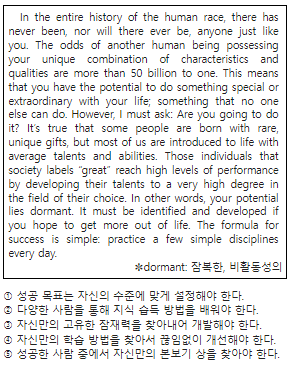 In the entire history of the human race, there has
never been, nor will there ever be, anyone just like
you. The odds of another human being possessing
your unique combination of characteristics and
qualities are more than 50 billion to one. This means
that you have the potential to do something special or
extraordinary with your life; something that no one
else can do. However, I must ask: Are you going to do
it? It's true that some people are born with rare,
unique gifts, but most of us are introduced to life with
average talents and abilities. Those individuals that
society labels "great" reach high levels of performance
by developing their talents to a very high degree in
the field of their choice. In other words, your potential
lies dormant. It must be identified and developed if
you hope to get more out of life. The formula for
success is simple: practice a few simple disciplines
every day.
※dormant: 잠복한, 비활동성의
① 성공 목표는 자신의 수준에 맞게 설정해야 한다.
② 다양한 사람을 통해 지식 습득 방법을 배워야 한다.
③ 자신만의 고유한 잠재력을 찾아내어 개발해야 한다.
④ 자신만의 학습 방법을 찾아서 끊임없이 개선해야 한다.
⑤ 성공한 사람 중에서 자신만의 본보기 상을 찾아야 한다.